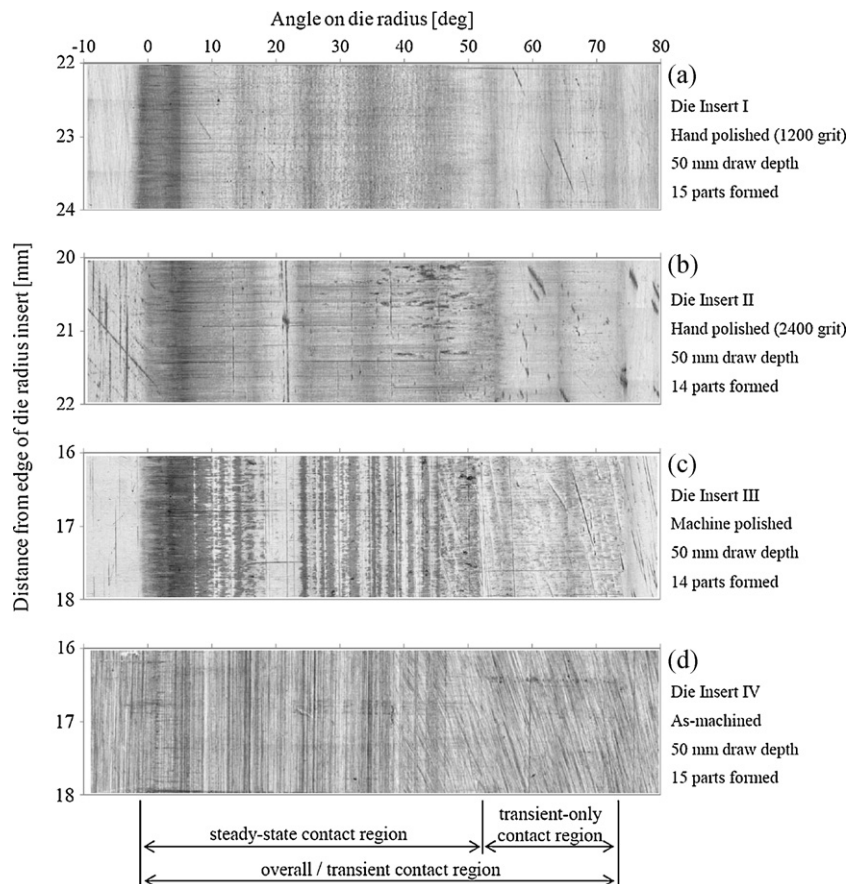 Angle on die radius [deg]
-10 0 10 20 30 40 50 60 70 80
Distance from edge of die radius insert [mm]
22
23
24
(a)
Die Insert I
Hand polished (1200 grit)
50 mm draw depth
15 parts formed
20
21
22
(b)
Die Insert II
Hand polished (2400 grit)
50 mm draw depth
14 parts formed
16
17
18
(c)
Die Insert III
Machine polished
50 mm draw depth
14 parts formed
16
17
18
(d)
Die Insert IV
As-machined
50 mm draw depth
15 parts formed
steady-state contact region
transient-only
contact region
overall / transient contact region